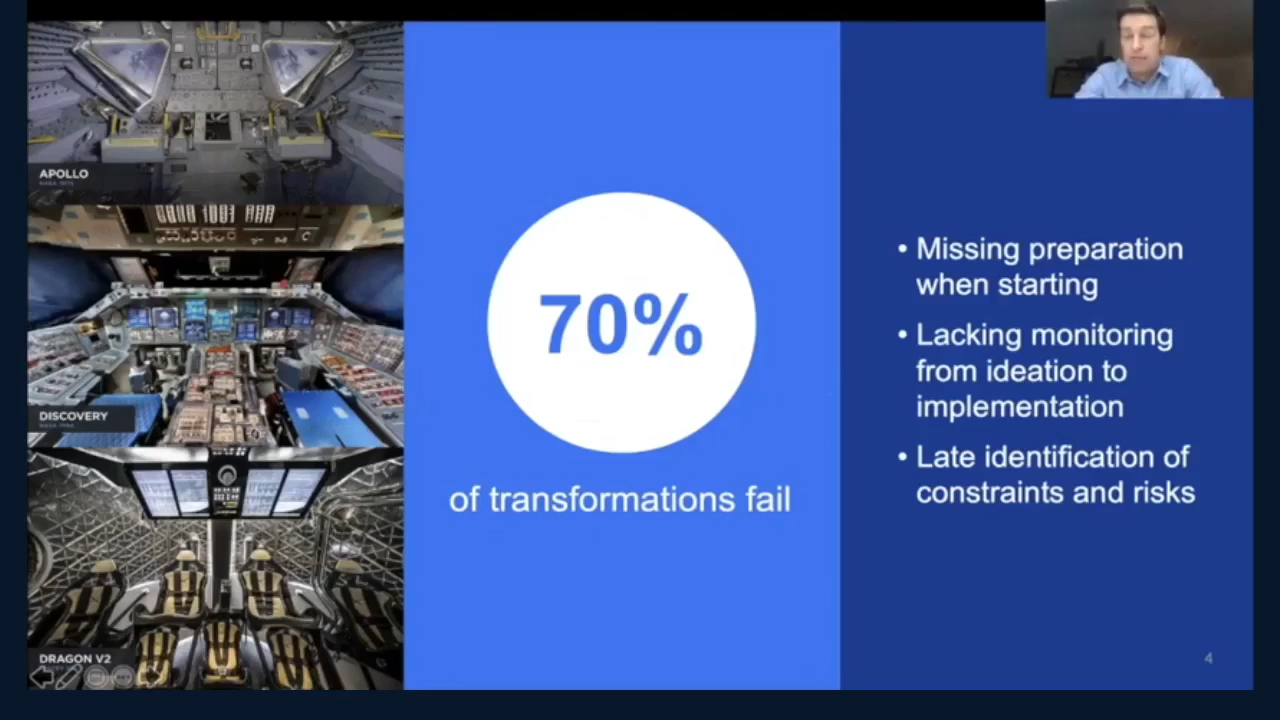 APOLLO
DISCOVERY
DRAGON V2
70%
of transformations fail
• Missing preparation
when starting
• Lacking monitoring
from ideation to
implementation
• Late identification of
constraints and risks
4